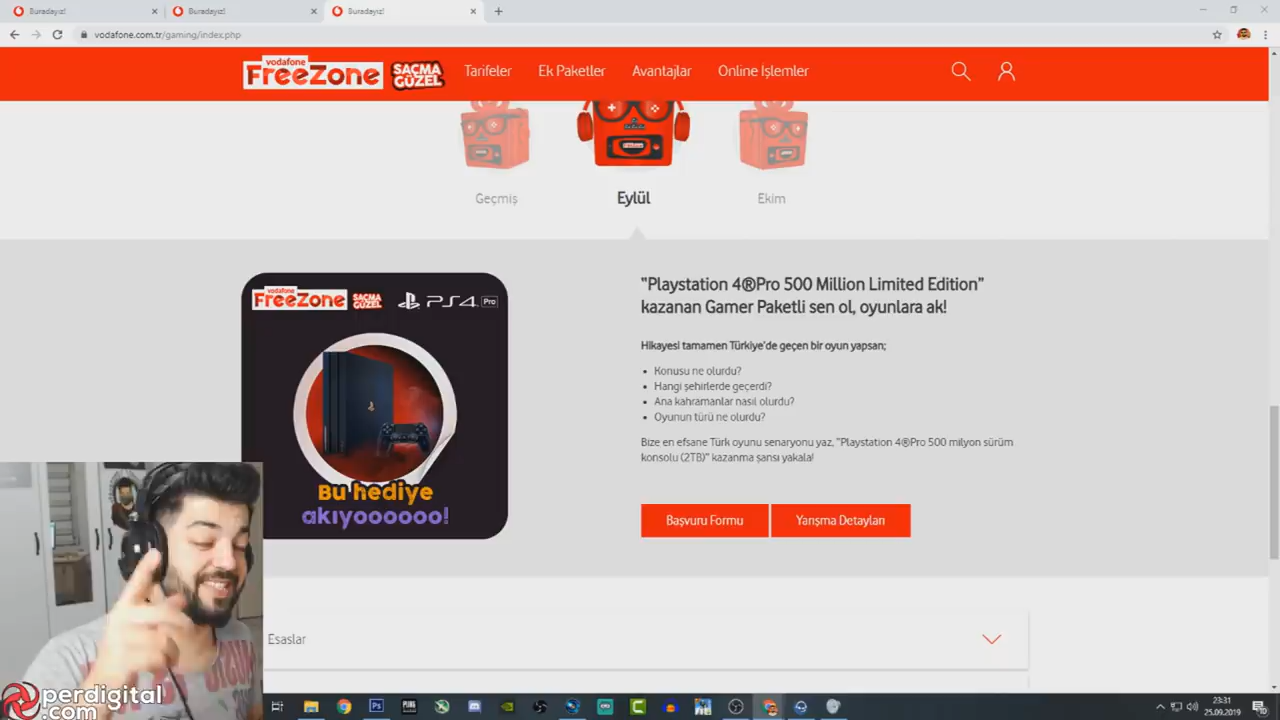 Buradayız!
Buradayız!
Buradayız!
vodafone.com.tr/gaming/index.php
vodafone
FreeZone
SAÇMA
GÜZEL
Tarifeler
Ek Paketler
Avantajlar
Online İşlemler
Geçmiş
Eylül
Ekim
vodafone
FreeZone
SAÇMA
GÜZEL
PS4 Pro
Bu hediye
akıyoooooo!
"Playstation 4®Pro 500 Million Limited Edition"
kazanan Gamer Paketli sen ol, oyunlara ak!
Hikayesi tamamen Türkiye'de geçen bir oyun yapsan;
Konusu ne olurdu?
Hangi şehirlerde geçerdi?
Ana kahramanlar nasıl olurdu?
Oyunun türü ne olurdu?
Bize en efsane Türk oyunu senaryonu yaz, "Playstation 4®Pro 500 milyon sürüm
konsolu (2TB)" kazanma şansı yakala!
Başvuru Formu
Yarışma Detayları
Esaslar
perdigital
.com
23:31
25.09.2019